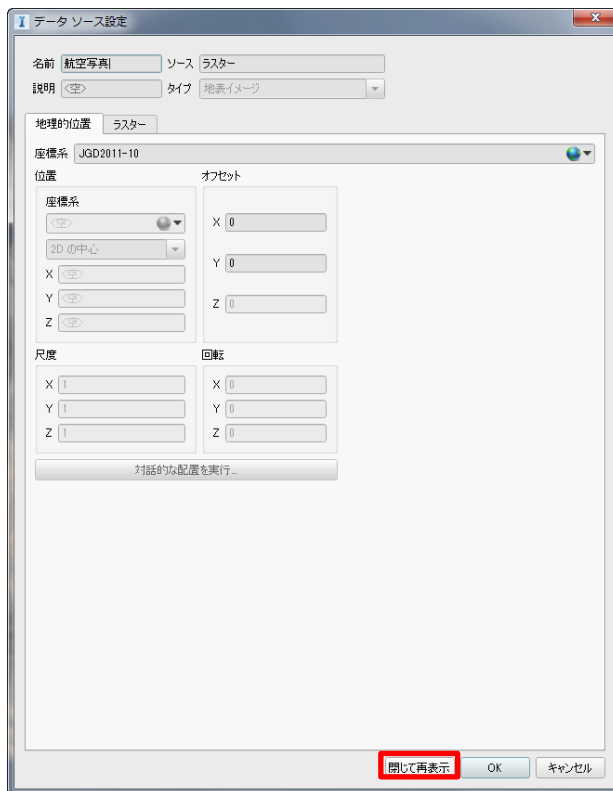 データ ソース設定
名前 航空写真 ソース ラスター
説明 <空> タイプ 地表イメージ
地理的位置 ラスター
座標系 JGD2011-10
位置 オフセット
座標系
<空> X 0
2D の中心
X <空> Y 0
Y <空>
Z <空> Z 0
尺度 回転
X 1 X 0
Y 1 Y 0
Z 1 Z 0
対話的な配置を実行...
閉じて再表示 OK キャンセル